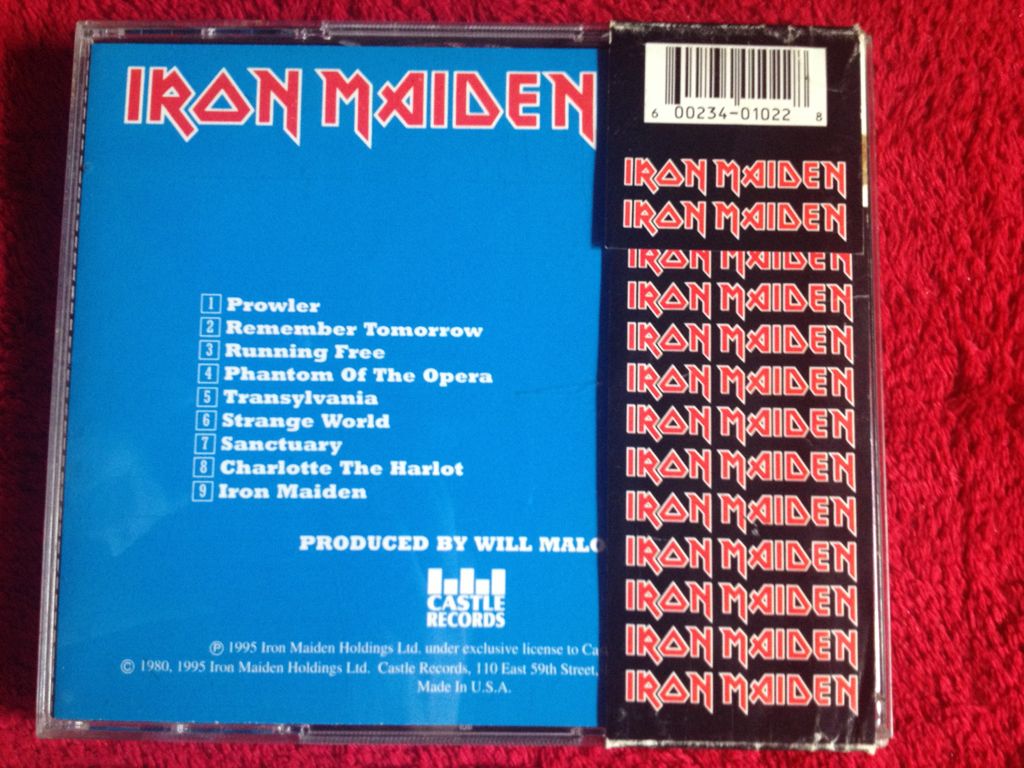 IRON MAIDEN
1 Prowler
2 Remember Tomorrow
3 Running Free
4 Phantom Of The Opera
5 Transylvania
6 Strange World
7 Sanctuary
8 Charlotte The Harlot
9 Iron Maiden
PRODUCED BY WILL MALO
CASTLE
RECORDS
℗ 1995 Iron Maiden Holdings Ltd. under exclusive license to Ca
© 1980, 1995 Iron Maiden Holdings Ltd. Castle Records, 110 East 59th Street,
Made In U.S.A.
6 00234-01022 8
IRON MAIDEN
IRON MAIDEN
IRON MAIDEN
IRON MAIDEN
IRON MAIDEN
IRON MAIDEN
IRON MAIDEN
IRON MAIDEN
IRON MAIDEN
IRON MAIDEN
IRON MAIDEN
IRON MAIDEN
IRON MAIDEN